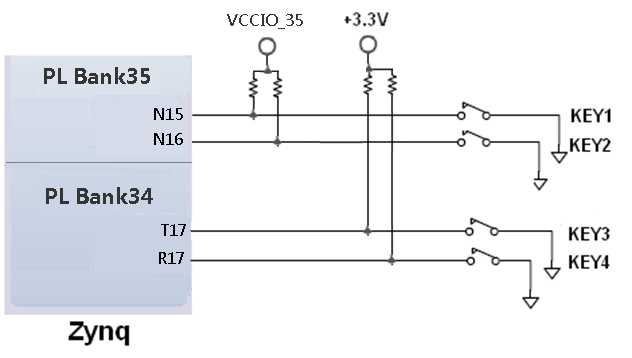 VCCIO_35 +3.3V
PL Bank35
N15 KEY1
N16 KEY2
PL Bank34
T17 KEY3
R17 KEY4
Zynq